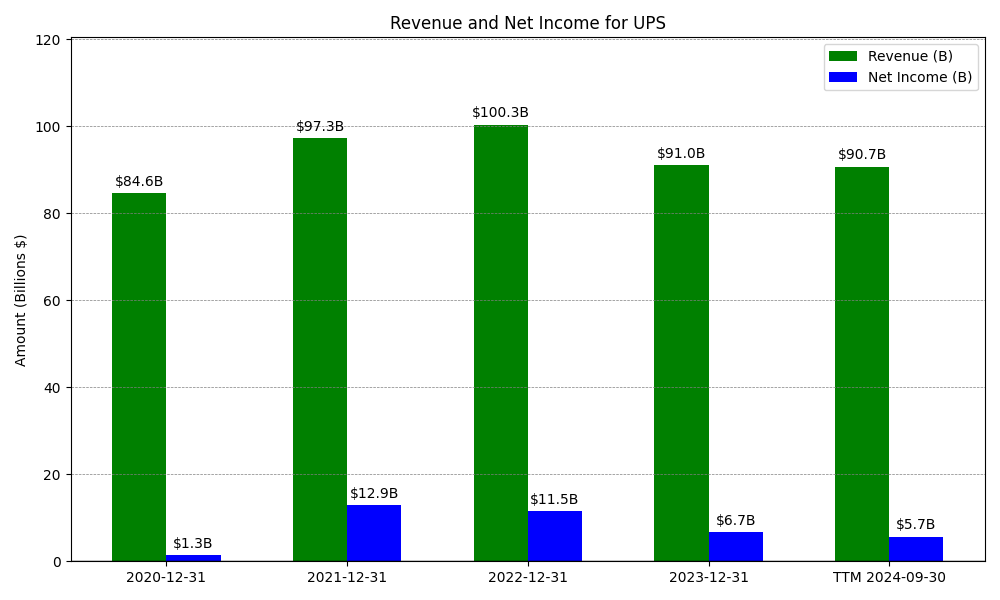 Revenue and Net Income for UPS
Revenue (B)
Net Income (B)
Amount (Billions $)
120
100
80
60
40
20
0
$84.6B
$1.3B
$97.3B
$12.9B
$100.3B
$11.5B
$91.0B
$6.7B
$90.7B
$5.7B
2020-12-31
2021-12-31
2022-12-31
2023-12-31
TTM 2024-09-30